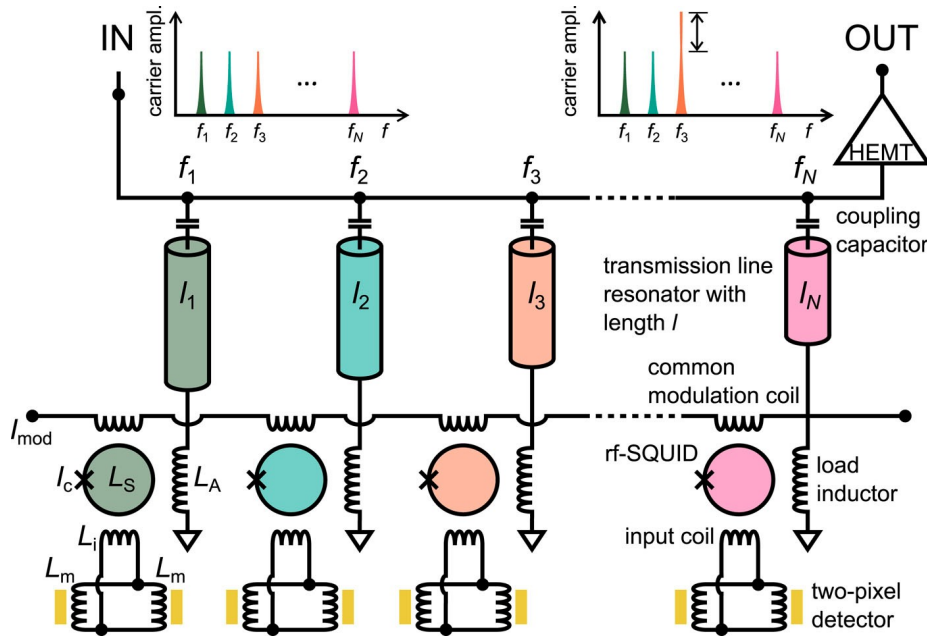 IN
carrier ampl.
f1 f2 f3 ... fN f
carrier ampl.
f1 f2 f3 ... fN f
OUT
HEMT
f1
f2
f3
fN
coupling
capacitor
l1
l2
l3
lN
transmission line
resonator with
length l
common
modulation coil
Imod
Ic
LS
LA
rf-SQUID
load
inductor
Li
input coil
Lm
Lm
two-pixel
detector